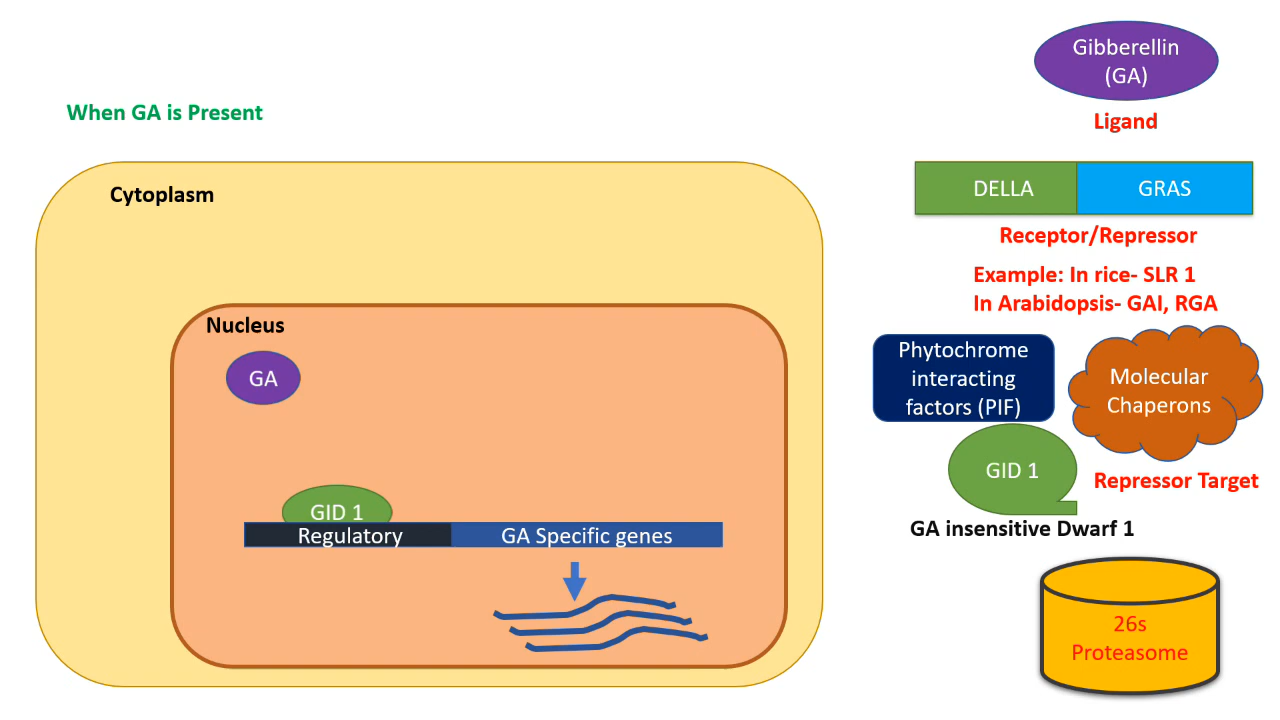 When GA is Present
Cytoplasm
Nucleus
GA
GID 1
Regulatory
GA Specific genes
Gibberellin
(GA)
Ligand
DELLA
GRAS
Receptor/Repressor
Example: In rice- SLR 1
In Arabidopsis- GAI, RGA
Phytochrome
interacting
factors (PIF)
Molecular
Chaperons
GID 1
Repressor Target
GA insensitive Dwarf 1
26s
Proteasome